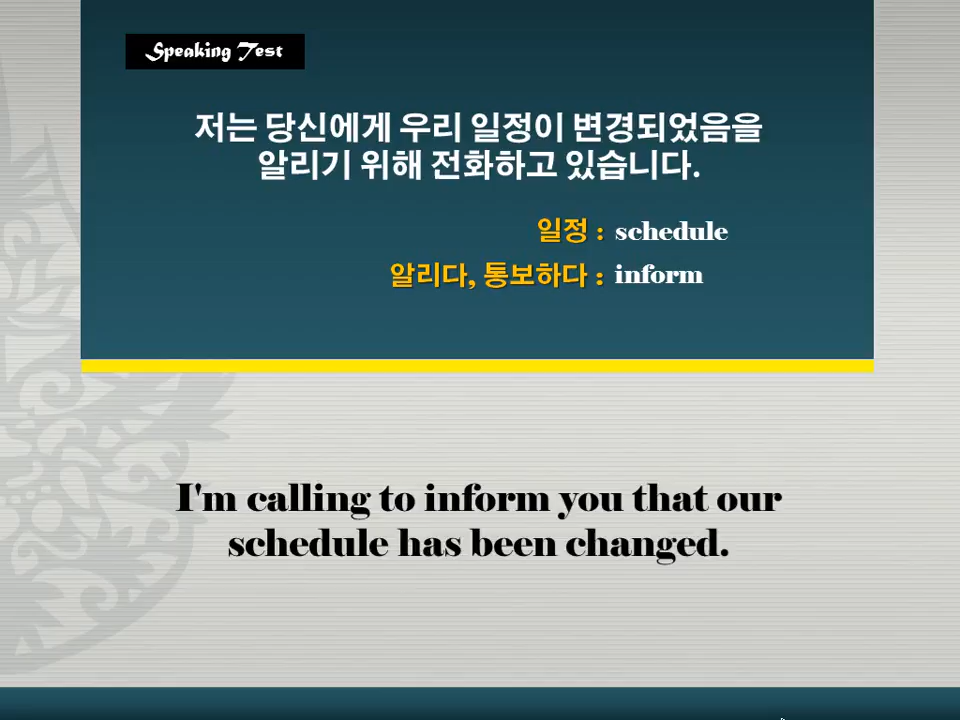 Speaking Test
저는 당신에게 우리 일정이 변경되었음을
알리기 위해 전화하고 있습니다.
일정 : schedule
알리다, 통보하다 : inform
I'm calling to inform you that our
schedule has been changed.